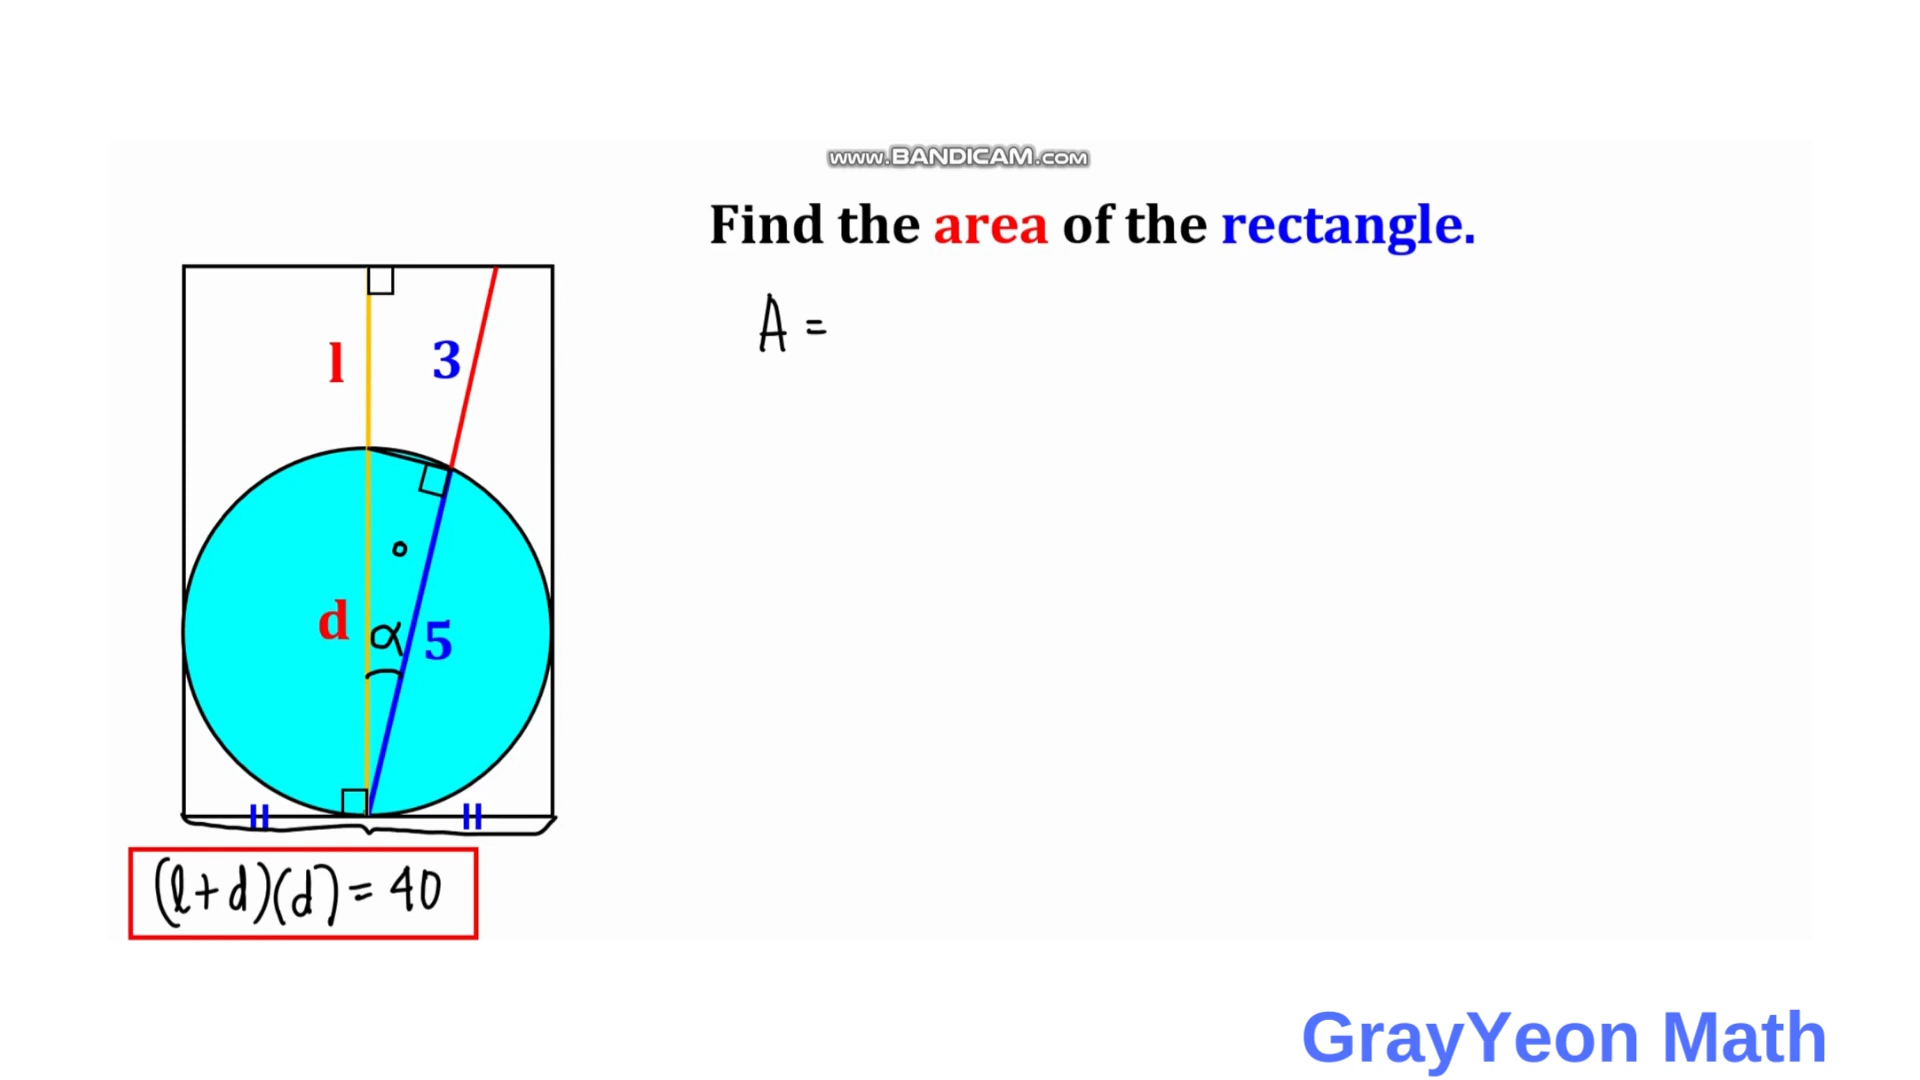 www.BANDICAM.com
Find the area of the rectangle.
A =
l
3
d
α
5
(l+d)(d) = 40
GrayYeon Math